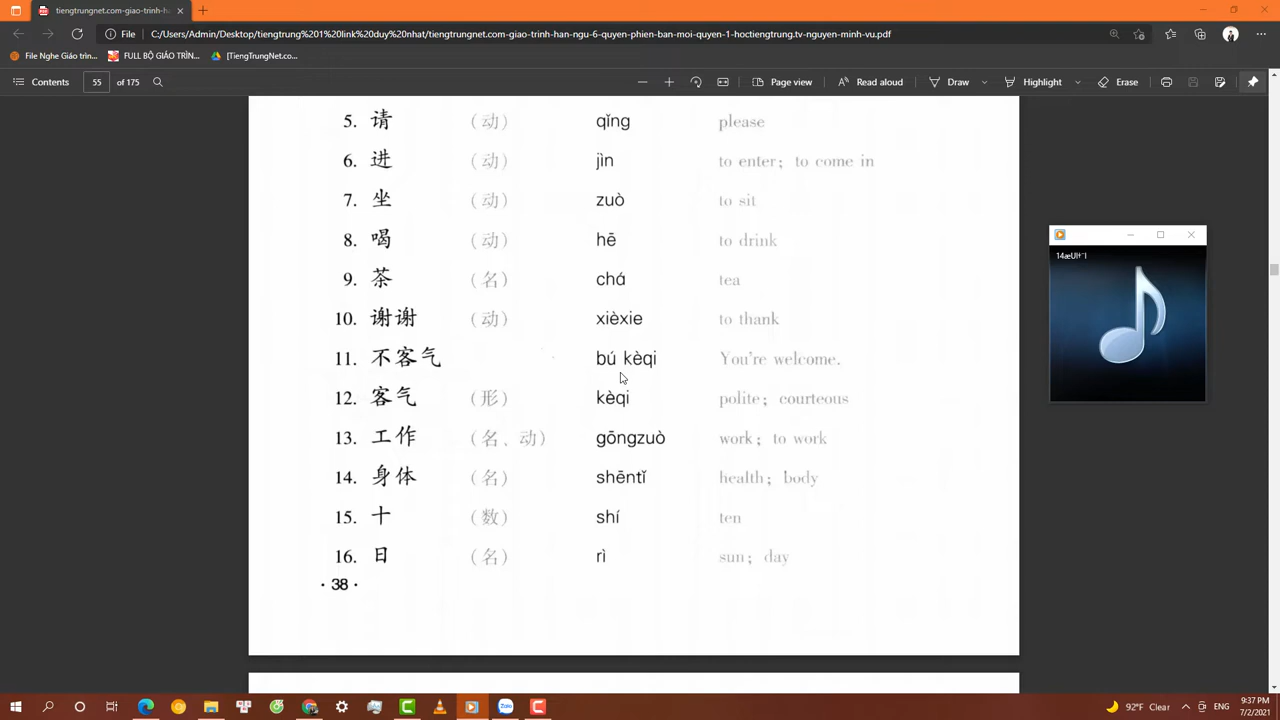 tiengtrungnet.com-giao-trinh-h
File
C:/Users/Admin/Desktop/tiengtrung%201%20link%20duy%20nhat/tiengtrungnet.com-giao-trinh-han-ngu-6-quyen-phien-ban-moi-quyen-1-hoctiengtrung.tv-nguyen-minh-vu.pdf
File Nghe Giáo trìn... FULL BỘ GIÁO TRÌN... [TiengTrungNet.co...
Contents 55 of 175 Page view Read aloud Draw Highlight Erase
5. 请 （动） qǐng please
6. 进 （动） jìn to enter; to come in
7. 坐 （动） zuò to sit
8. 喝 （动） hē to drink
9. 茶 （名） chá tea
10. 谢谢 （动） xièxie to thank
11. 不客气 bú kèqi You're welcome.
12. 客气 （形） kèqi polite; courteous
13. 工作 （名、动） gōngzuò work; to work
14. 身体 （名） shēntǐ health; body
15. 十 （数） shí ten
16. 日 （名） rì sun; day
· 38 ·
Zalo
92°F Clear ENG
9:37 PM
7/2/2021